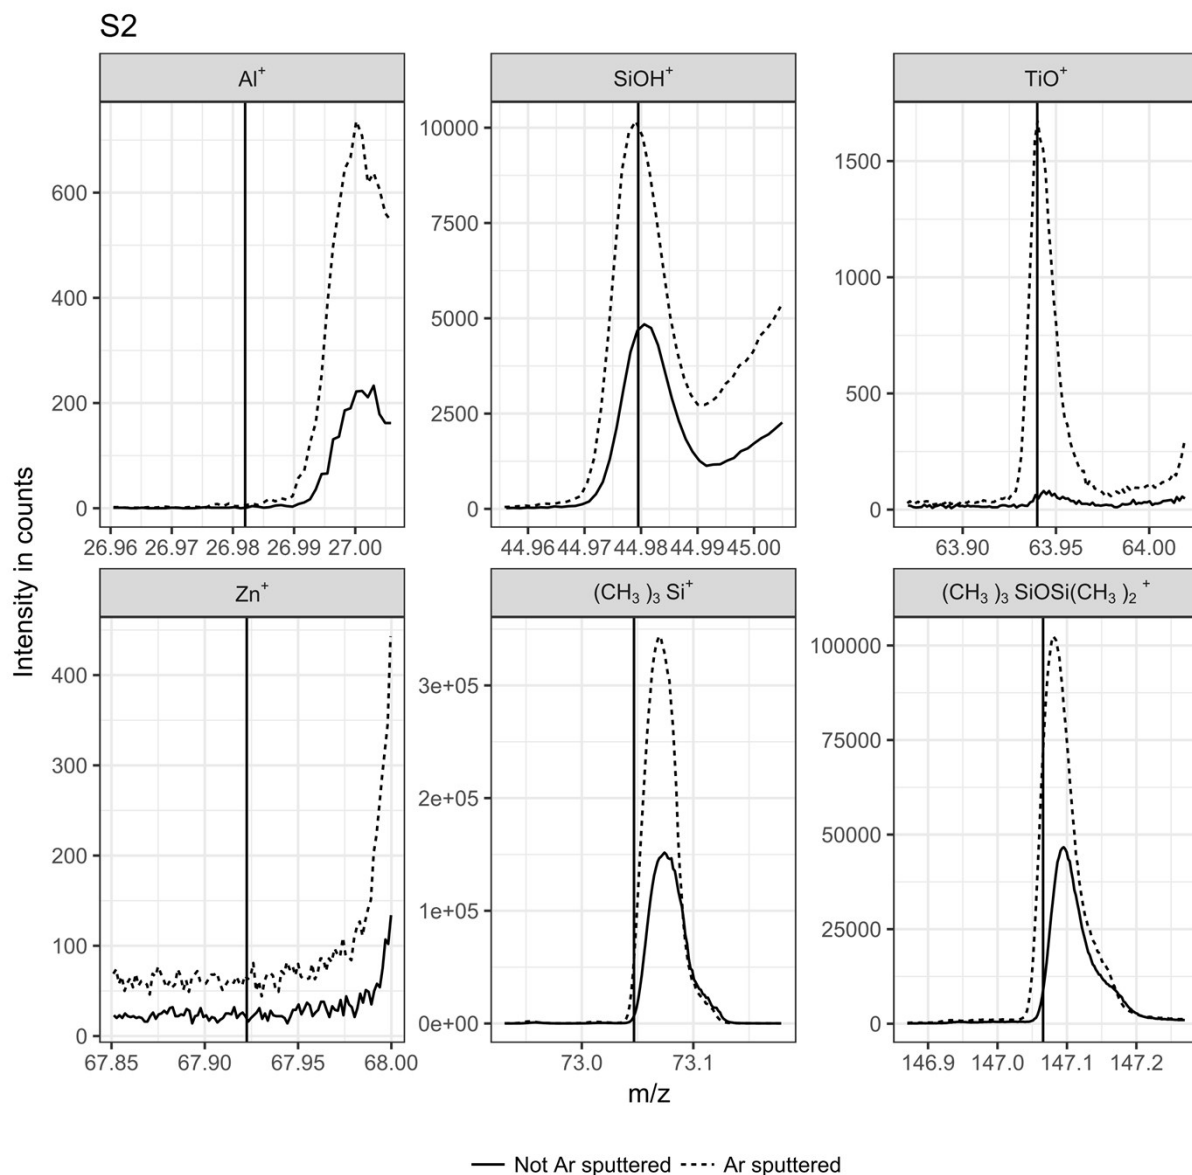 S2
Al+
SiOH+
TiO+
10000
7500
5000
2500
0
600
400
200
0
1500
1000
500
0
26.96 26.97 26.98 26.99 27.00
44.96 44.97 44.98 44.99 45.00
63.90 63.95 64.00
Intensity in counts
Zn+
(CH3)3 Si+
(CH3)3 SiOSi(CH3)2 +
400
300
200
100
0
3e+05
2e+05
1e+05
0e+00
100000
75000
50000
25000
0
67.85 67.90 67.95 68.00
73.0 73.1
146.9 147.0 147.1 147.2
m/z
Not Ar sputtered Ar sputtered